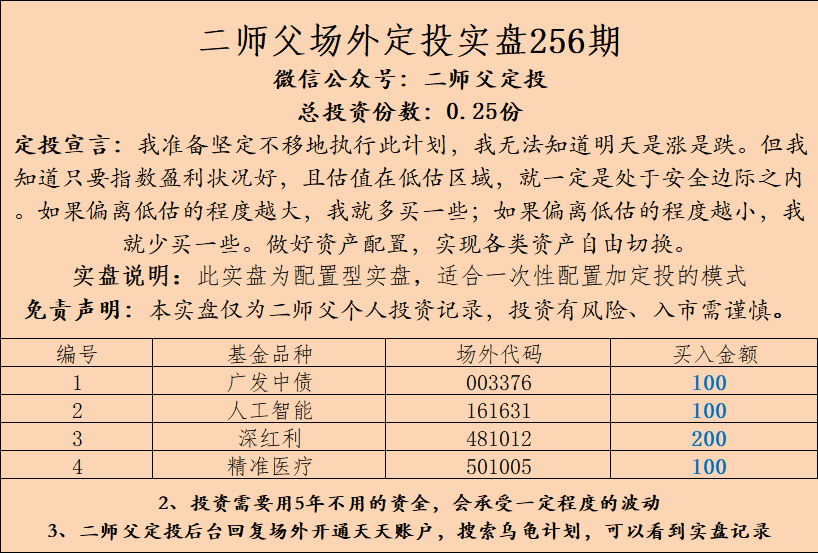 二师父场外定投实盘256期
微信公众号：二师父定投
总投资份数：0.25份
定投宣言：我准备坚定不移地执行此计划，我无法知道明天是涨是跌。但我
知道只要指数盈利状况好，且估值在低估区域，就一定是处于安全边际之内
。如果偏离低估的程度越大，我就多买一些；如果偏离低估的程度越小，我
就少买一些。做好资产配置，实现各类资产自由切换。
实盘说明：此实盘为配置型实盘，适合一次性配置加定投的模式
免责声明：本实盘仅为二师父个人投资记录，投资有风险、入市需谨慎。
编号 基金品种 场外代码 买入金额
1 广发中债 003376 100
2 人工智能 161631 100
3 深红利 481012 200
4 精准医疗 501005 100
2、投资需要用5年不用的资金，会承受一定程度的波动
3、二师父定投后台回复场外开通天天账户，搜索乌龟计划，可以看到实盘记录